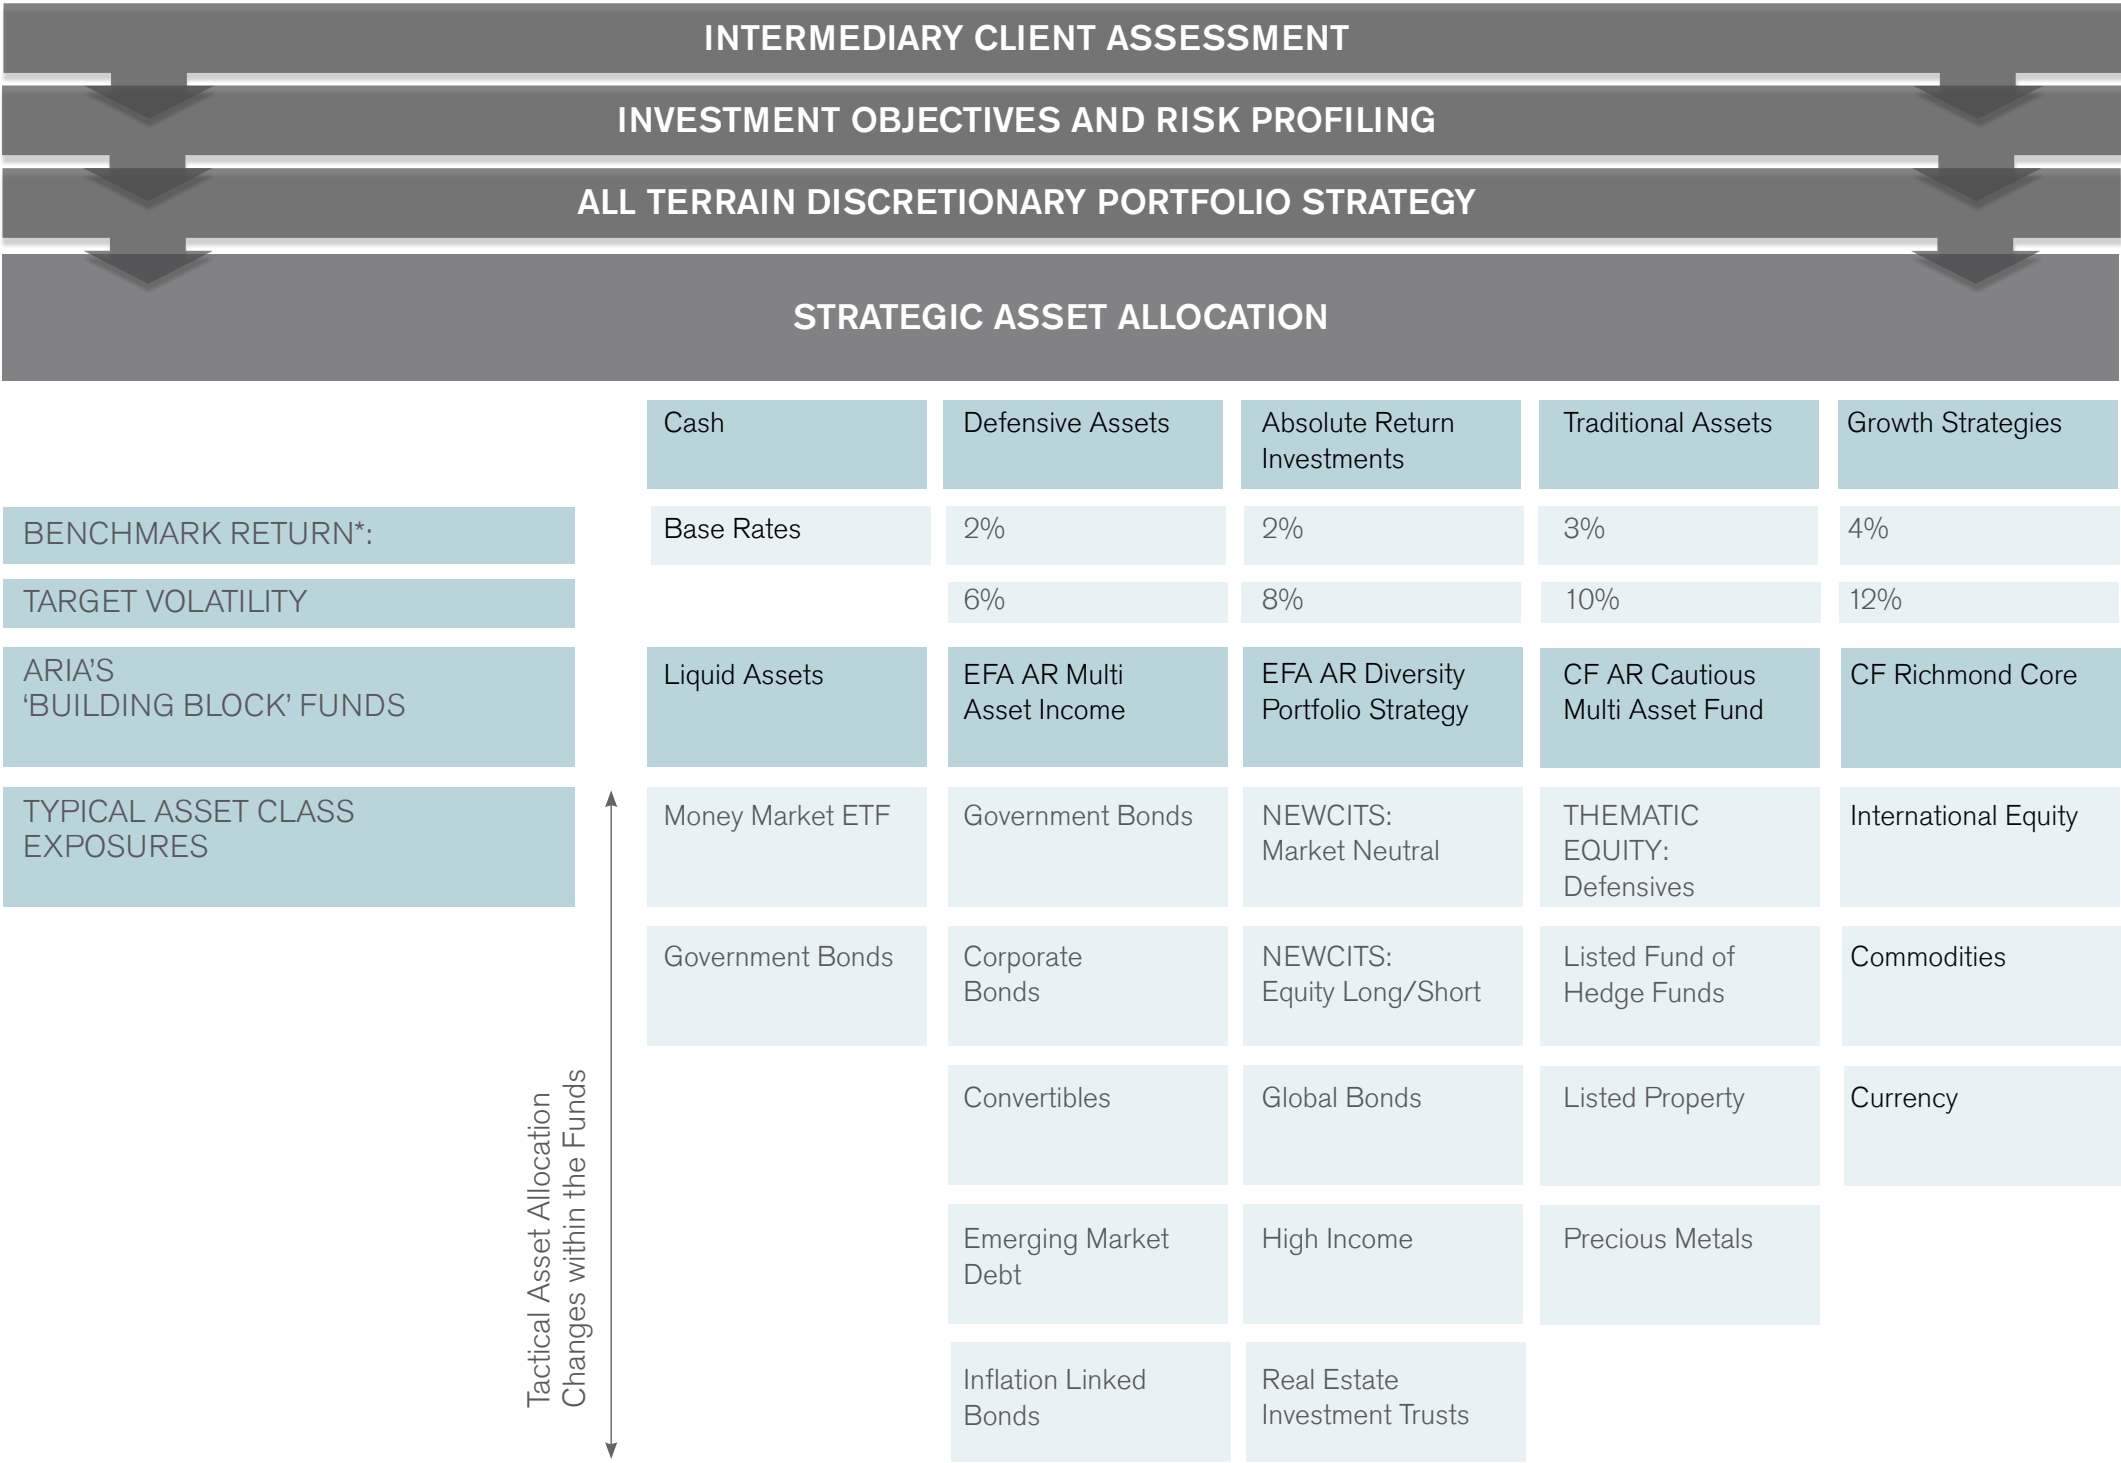 INTERMEDIARY CLIENT ASSESSMENT
INVESTMENT OBJECTIVES AND RISK PROFILING
ALL TERRAIN DISCRETIONARY PORTFOLIO STRATEGY
STRATEGIC ASSET ALLOCATION
Cash
Defensive Assets
Absolute Return
Investments
Traditional Assets
Growth Strategies
BENCHMARK RETURN*:
Base Rates
2%
2%
3%
4%
TARGET VOLATILITY
6%
8%
10%
12%
ARIA’S
‘BUILDING BLOCK’ FUNDS
Liquid Assets
EFA AR Multi
Asset Income
EFA AR Diversity
Portfolio Strategy
CF AR Cautious
Multi Asset Fund
CF Richmond Core
TYPICAL ASSET CLASS
EXPOSURES
Money Market ETF
Government Bonds
NEWCITS:
Market Neutral
THEMATIC
EQUITY:
Defensives
International Equity
Government Bonds
Corporate
Bonds
NEWCITS:
Equity Long/Short
Listed Fund of
Hedge Funds
Commodities
Tactical Asset Allocation
Changes within the Funds
Convertibles
Global Bonds
Listed Property
Currency
Emerging Market
Debt
High Income
Precious Metals
Inflation Linked
Bonds
Real Estate
Investment Trusts